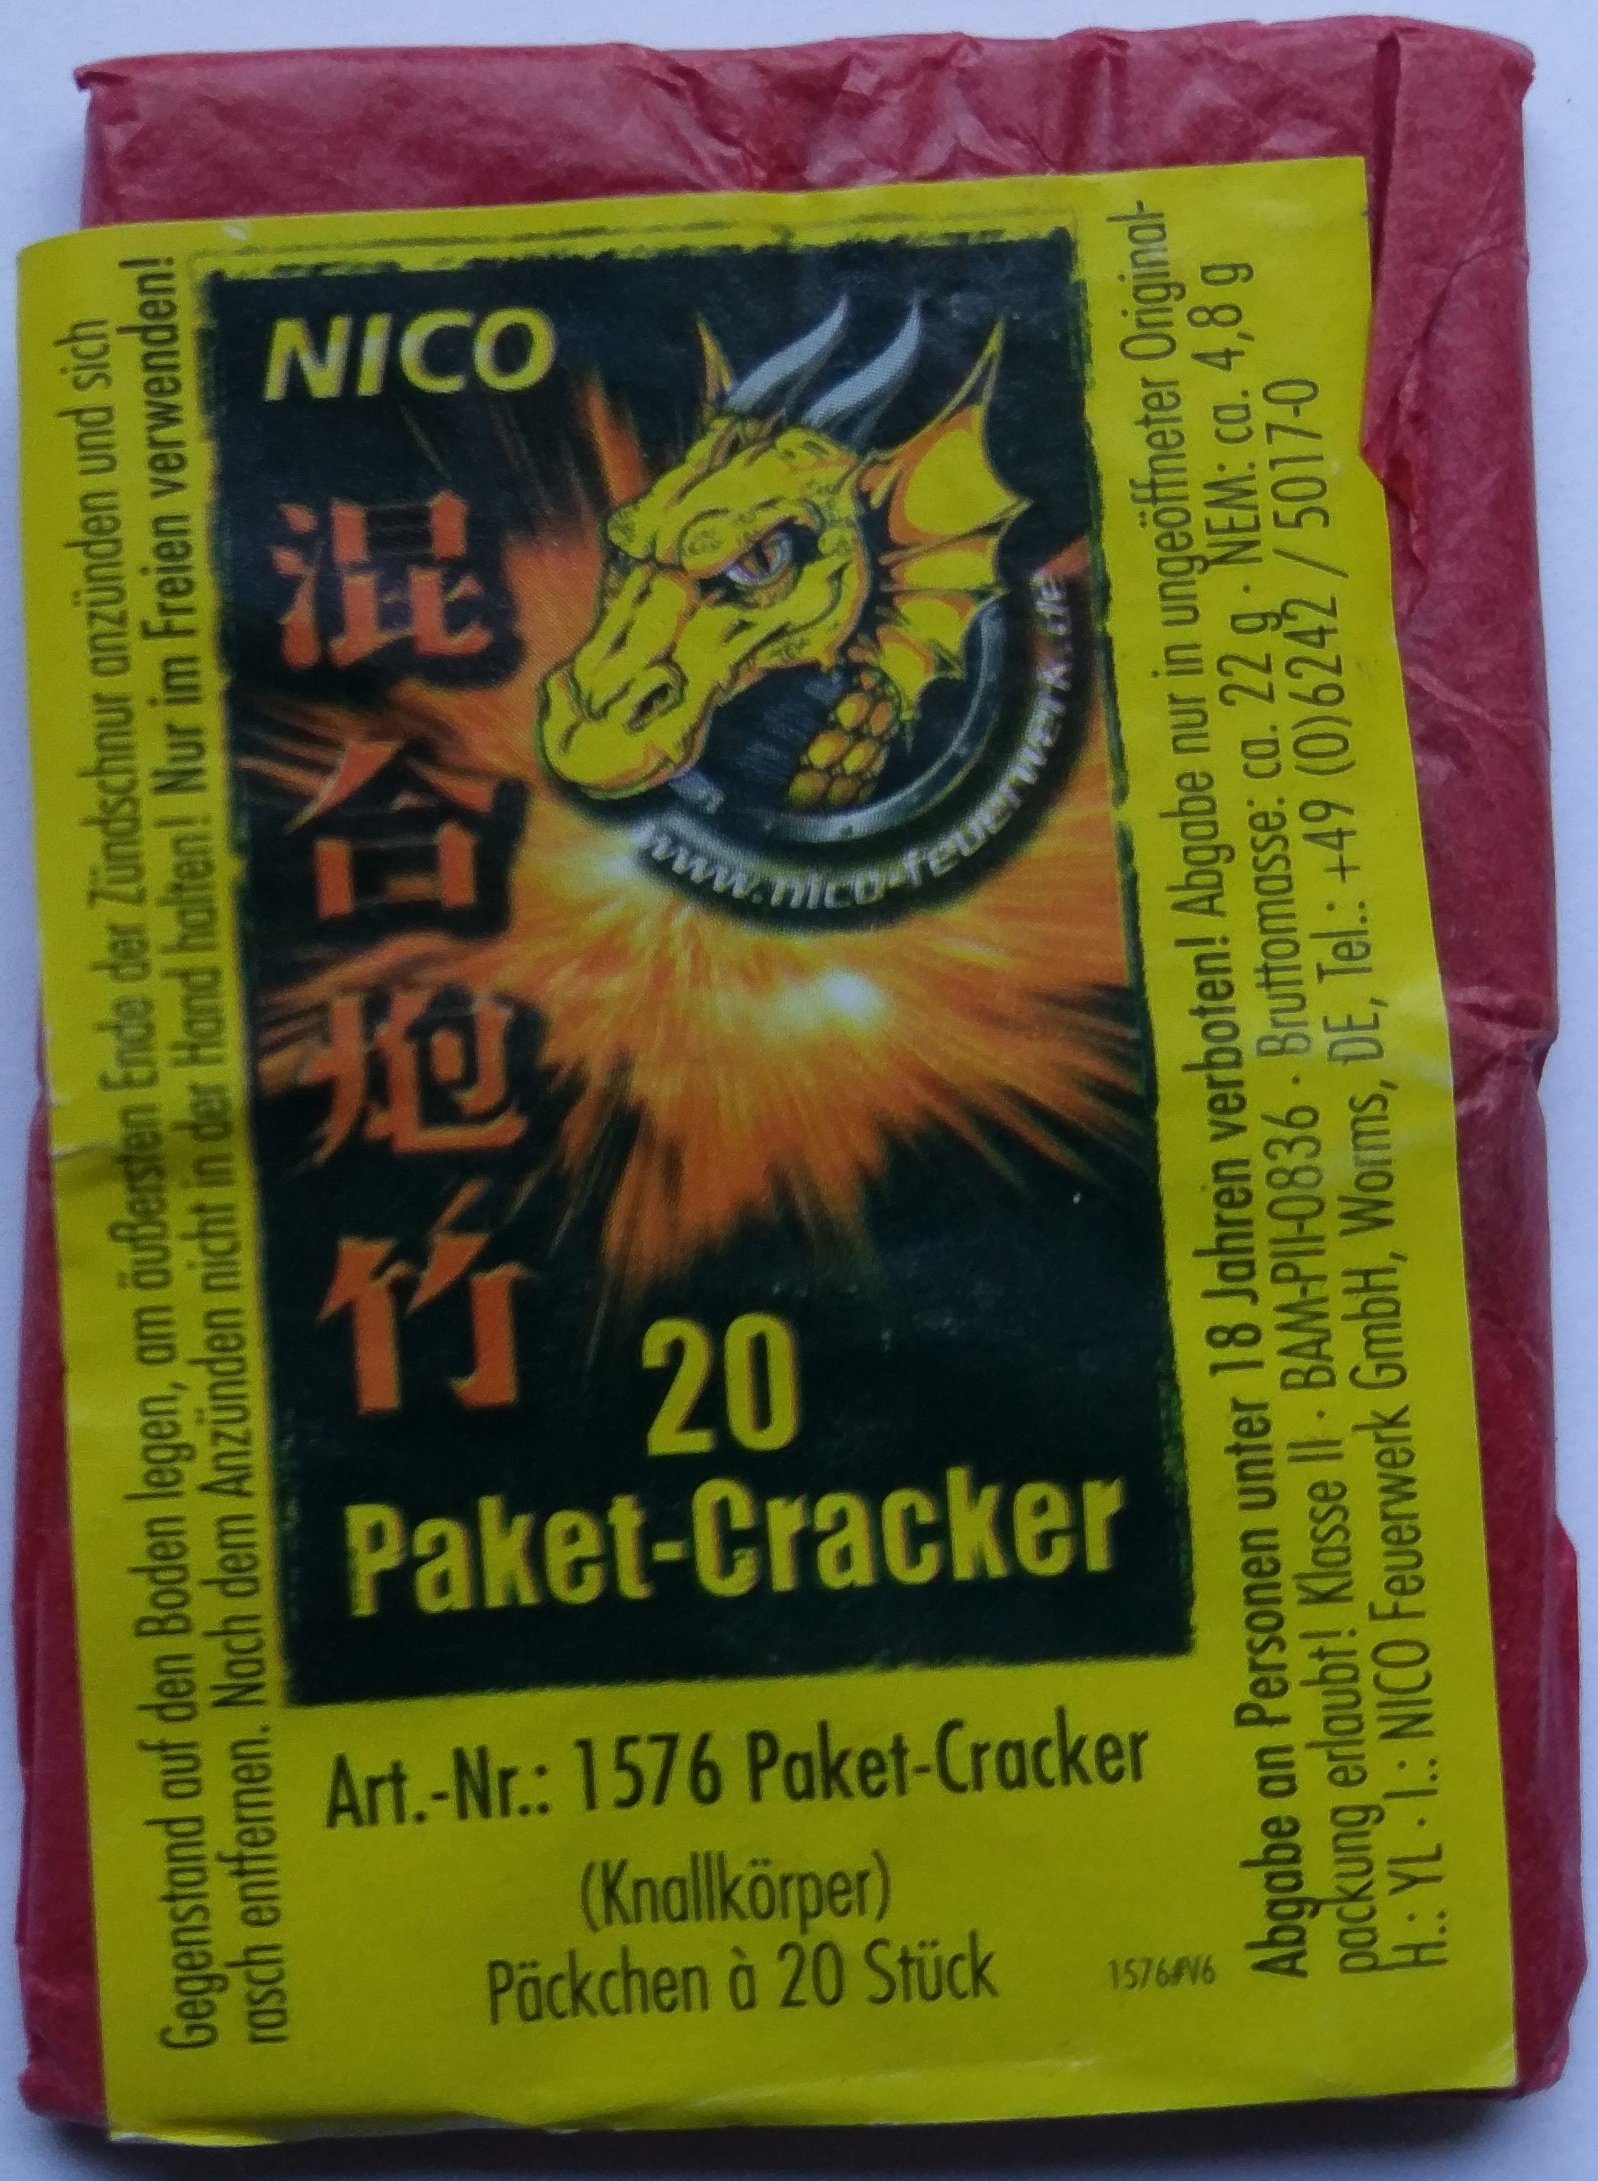 Gegenstand auf den Boden legen, am äußersten Ende der Zündschnur anzünden und sich
rasch entfernen. Nach dem Anzünden nicht in der Hand halten! Nur im Freien verwenden!
NICO
混合炮竹
www.nico-feuerwerk.de
20
Paket-Cracker
Art.-Nr.: 1576 Paket-Cracker
(Knallkörper)
Päckchen à 20 Stück
1576#V6
Abgabe an Personen unter 18 Jahren verboten! Abgabe nur in ungeöffneter Original-
packung erlaubt! Klasse II · BAM-PII-0836 · Bruttomasse: ca. 22 g · NEM: ca. 4,8 g
H.: YL · I.: NICO Feuerwerk GmbH, Worms, DE, Tel.: +49 (0)6242 / 5017-0